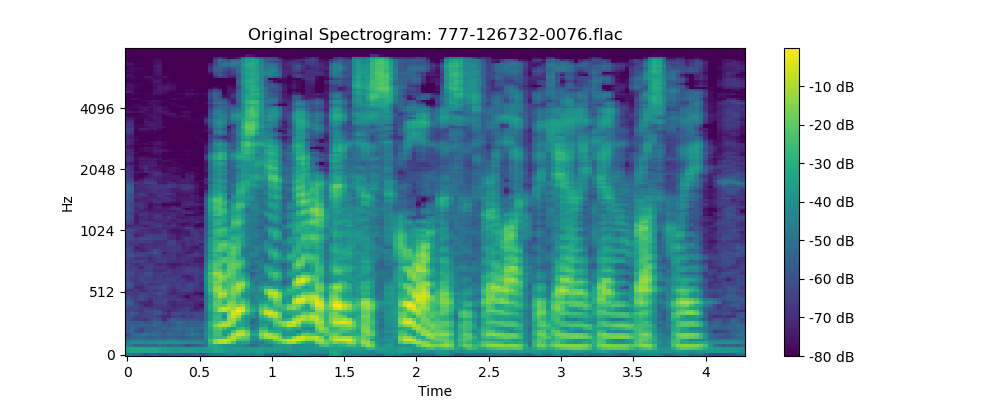 Original Spectrogram: 777-126732-0076.flac
Hz
4096
2048
1024
512
0
0 0.5 1 1.5 2 2.5 3 3.5 4
Time
-10 dB
-20 dB
-30 dB
-40 dB
-50 dB
-60 dB
-70 dB
-80 dB